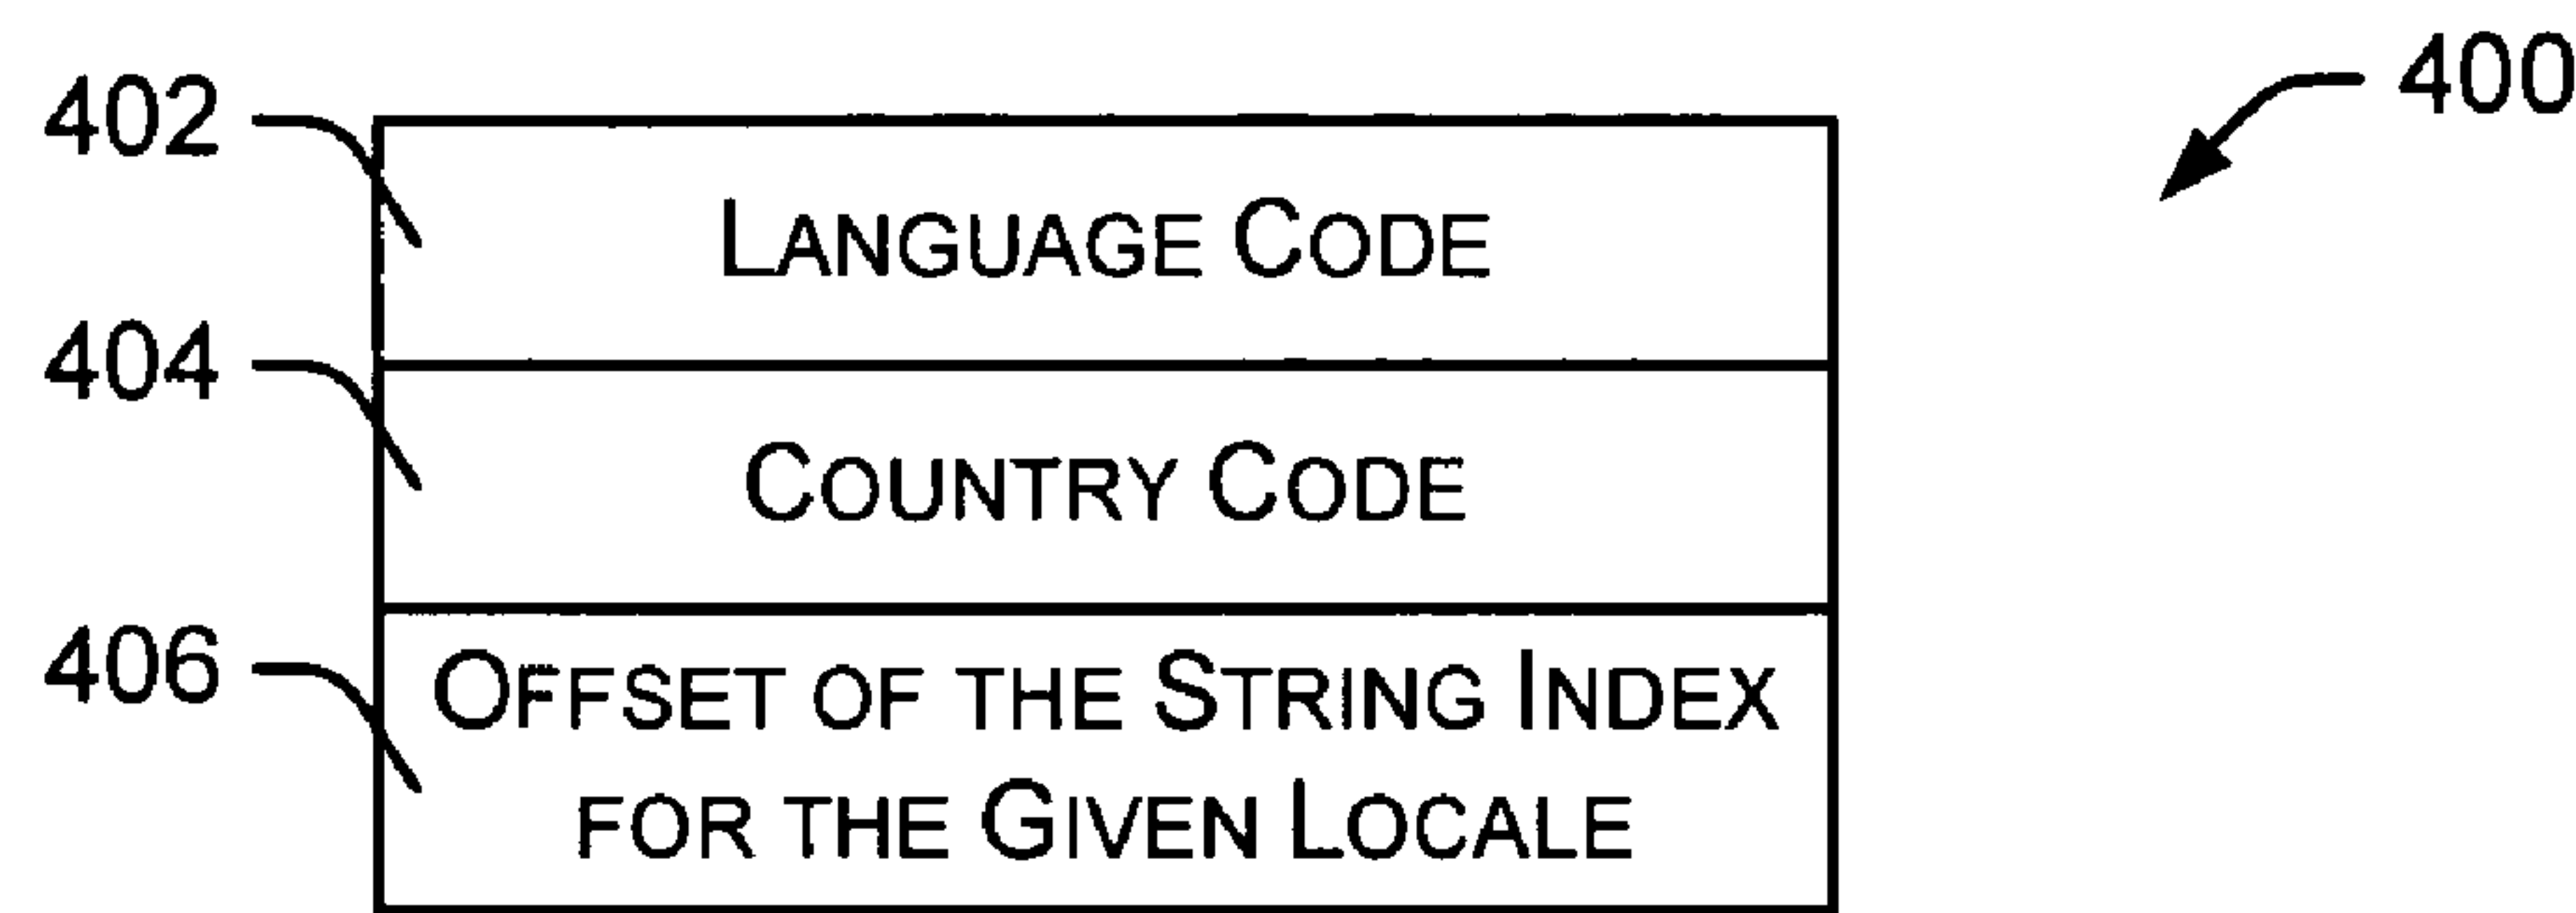 400
402
LANGUAGE CODE
404
COUNTRY CODE
406
OFFSET OF THE STRING INDEX
FOR THE GIVEN LOCALE